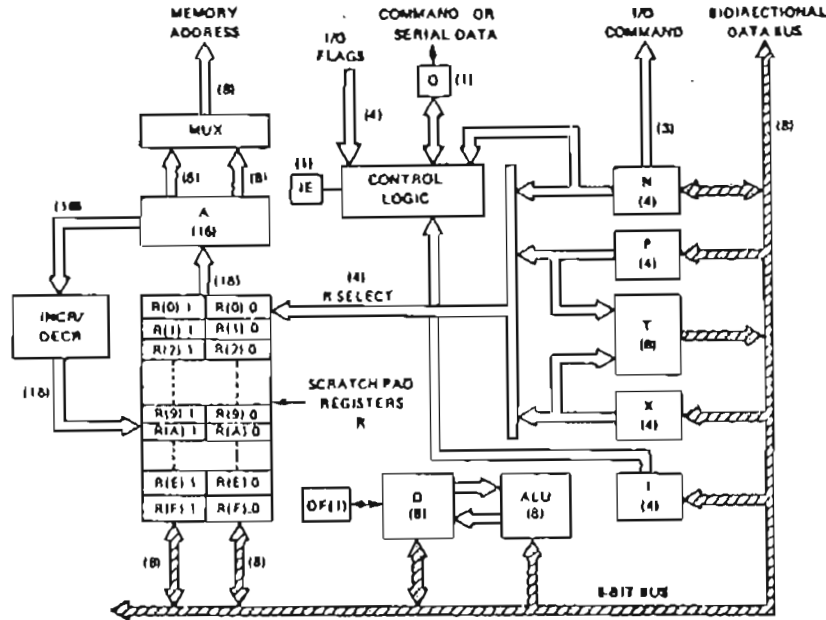 MEMORY
ADDRESS
COMMAND OR
SERIAL DATA
I/O
FLAGS
I/O
COMMAND
BIDIRECTIONAL
DATA BUS
(8)
Q
(1)
(4)
(3)
(8)
MUX
(8)
(8)
(1)
IE
CONTROL
LOGIC
N
(4)
A
(16)
(16)
P
(4)
(4)
R SELECT
INCR/
DECR
R(0).1
R(0).0
R(1).1
R(1).0
R(2).1
R(2).0
T
(8)
(16)
SCRATCH PAD
REGISTERS
R
R(9).1
R(9).0
R(A).1
R(A).0
X
(4)
R(E).1
R(E).0
R(F).1
R(F).0
DF(1)
D
(8)
ALU
(8)
I
(4)
(8)
(8)
8-BIT BUS